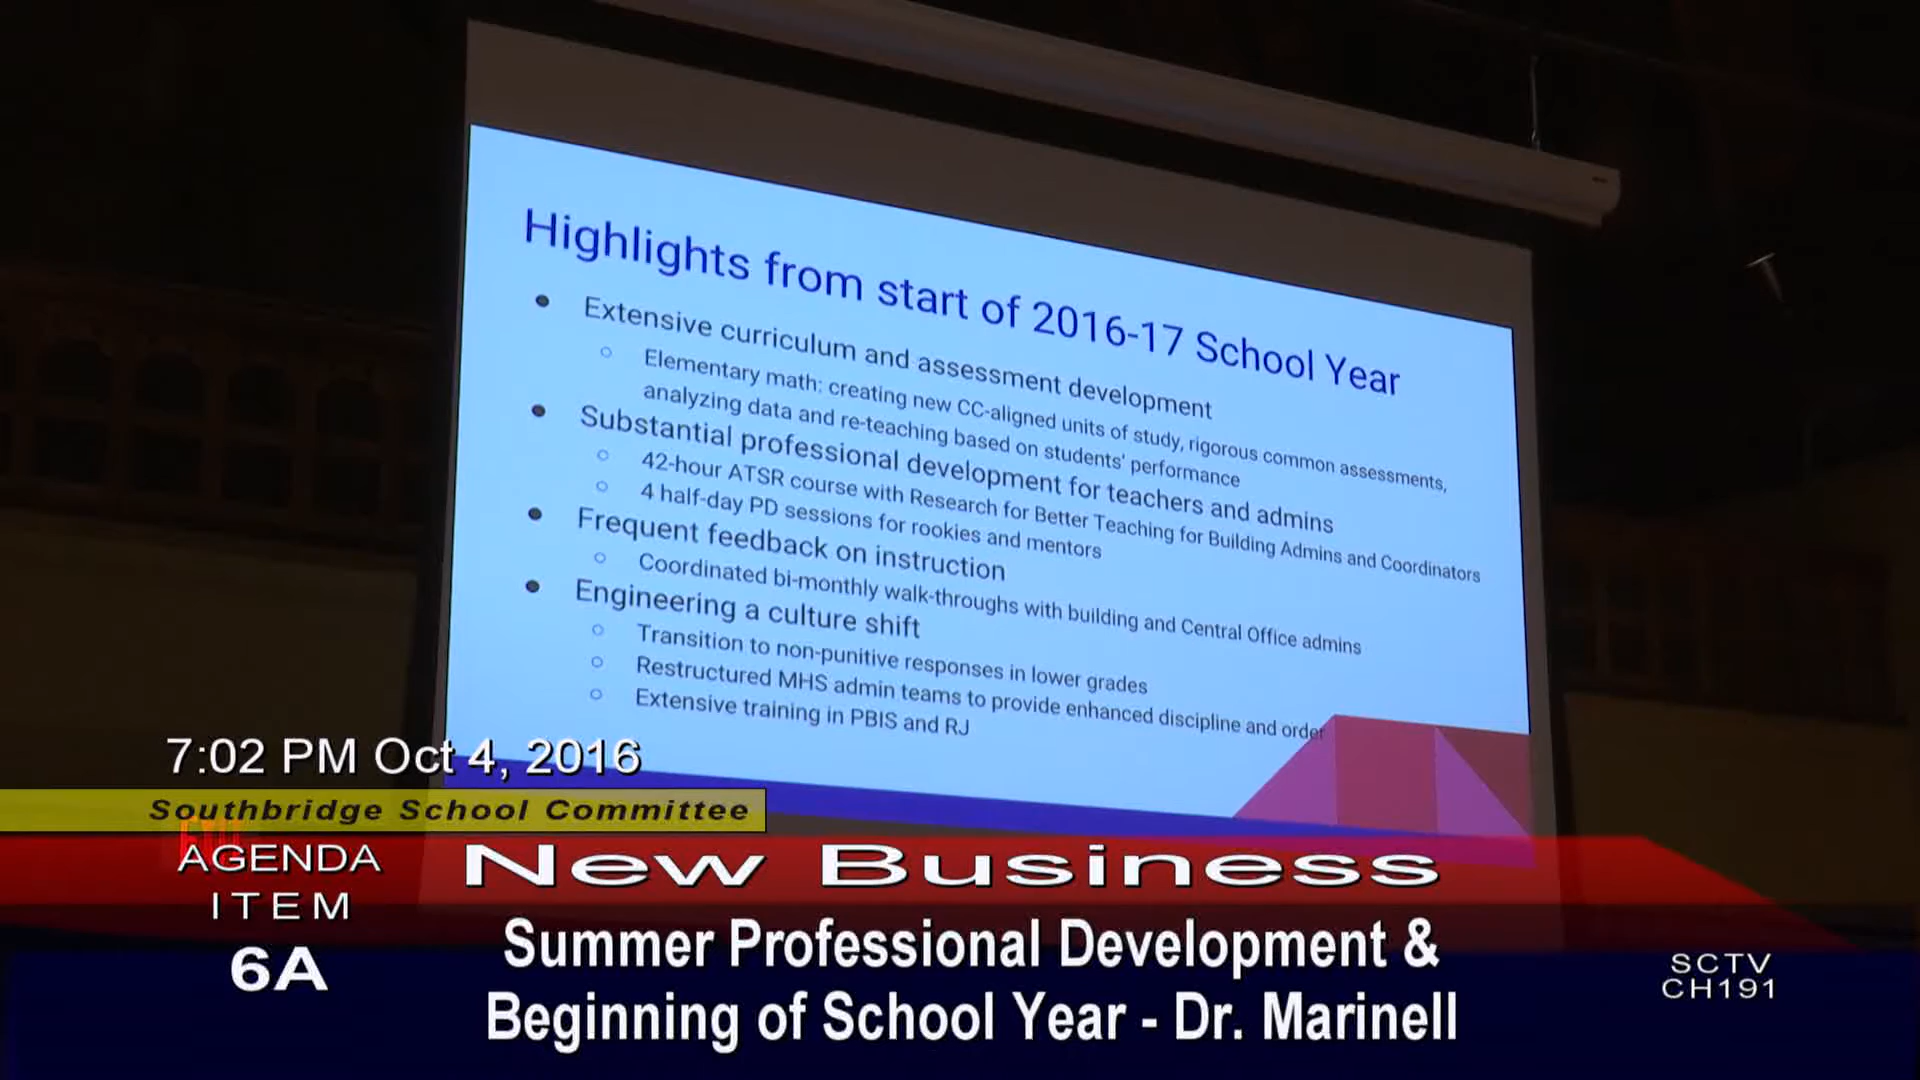 Highlights from start of 2016-17 School Year
● Extensive curriculum and assessment development
○ Elementary math: creating new CC-aligned units of study, rigorous common assessments,
analyzing data and re-teaching based on students' performance
● Substantial professional development for teachers and admins
○ 42-hour ATSR course with Research for Better Teaching for Building Admins and Coordinators
○ 4 half-day PD sessions for rookies and mentors
● Frequent feedback on instruction
○ Coordinated bi-monthly walk-throughs with building and Central Office admins
● Engineering a culture shift
○ Transition to non-punitive responses in lower grades
○ Restructured MHS admin teams to provide enhanced discipline and order
○ Extensive training in PBIS and RJ
7:02 PM Oct 4, 2016
Southbridge School Committee
EXIT
AGENDA
ITEM
6A
New Business
Summer Professional Development &
Beginning of School Year - Dr. Marinell
SCTV
CH191